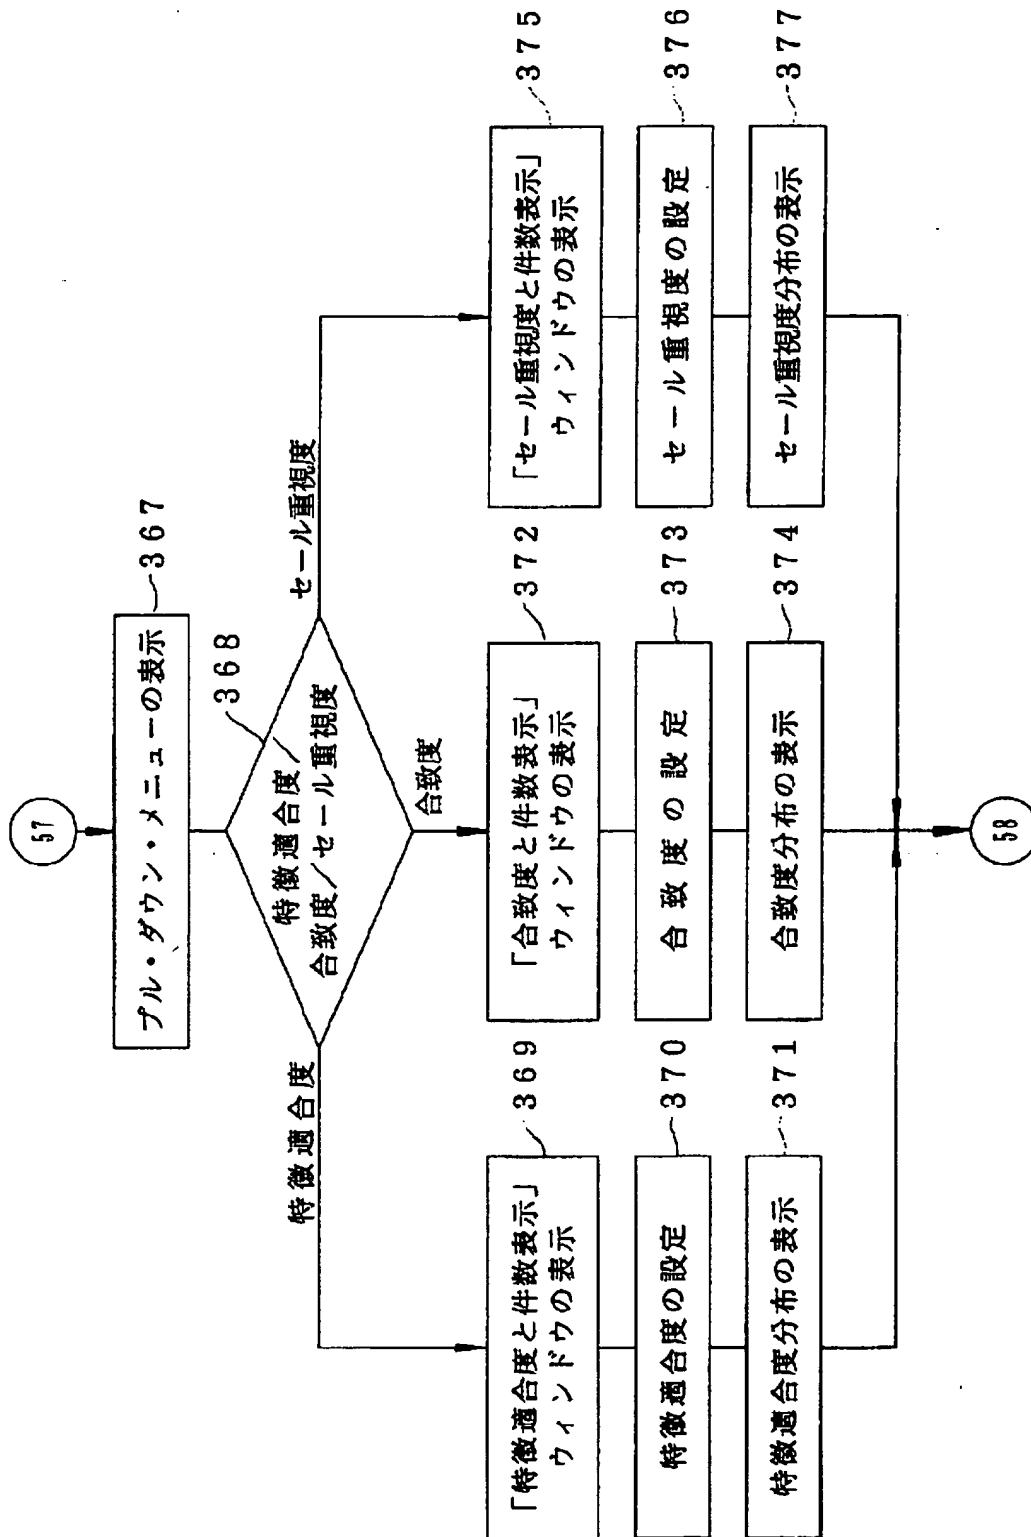 57
プル・ダウン・メニューの表示
367
368
特徴適合度／
合致度／セール重視度
特徴適合度
合致度
セール重視度
「特徴適合度と件数表示」
ウィンドウの表示
369
特徴適合度の設定
370
特徴適合度分布の表示
371
「合致度と件数表示」
ウィンドウの表示
372
合致度の設定
373
合致度分布の表示
374
「セール重視度と件数表示」
ウィンドウの表示
375
セール重視度の設定
376
セール重視度分布の表示
377
58